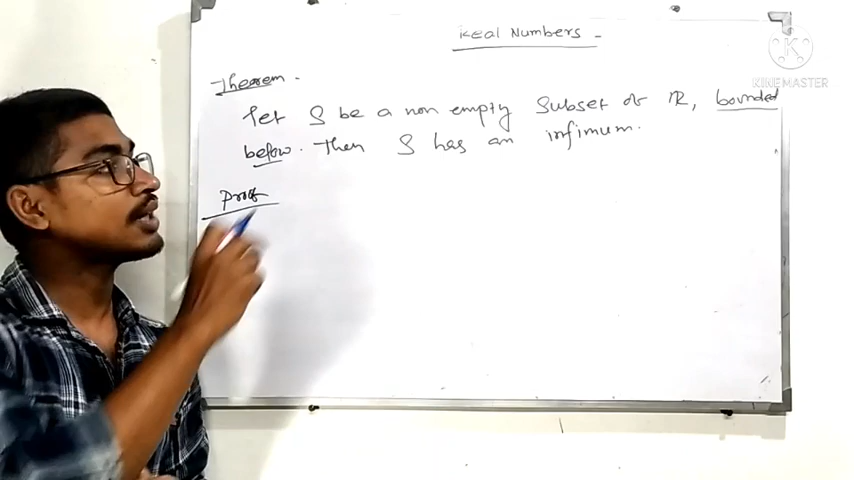 Real Numbers -
KINEMASTER
Theorem -
Let S be a non empty Subset of ℝ, bounded
below. Then S has an infimum.
Proof